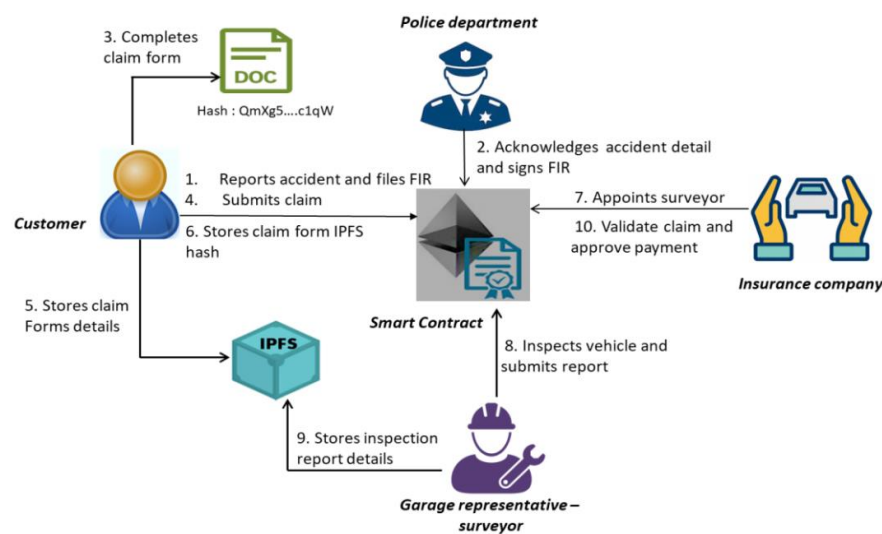 Police department
3. Completes
claim form
DOC
Hash : QmXg5....c1qW
2. Acknowledges accident detail
and signs FIR
1. Reports accident and files FIR
4 Submits claim
Customer
6. Stores claim form IPFS
hash
7. Appoints surveyor
10. Validate claim and
approve payment
Insurance company
5. Stores claim
Forms details
Smart Contract
IPFS
8. Inspects vehicle and
submits report
9. Stores inspection
report details
Garage representative –
surveyor